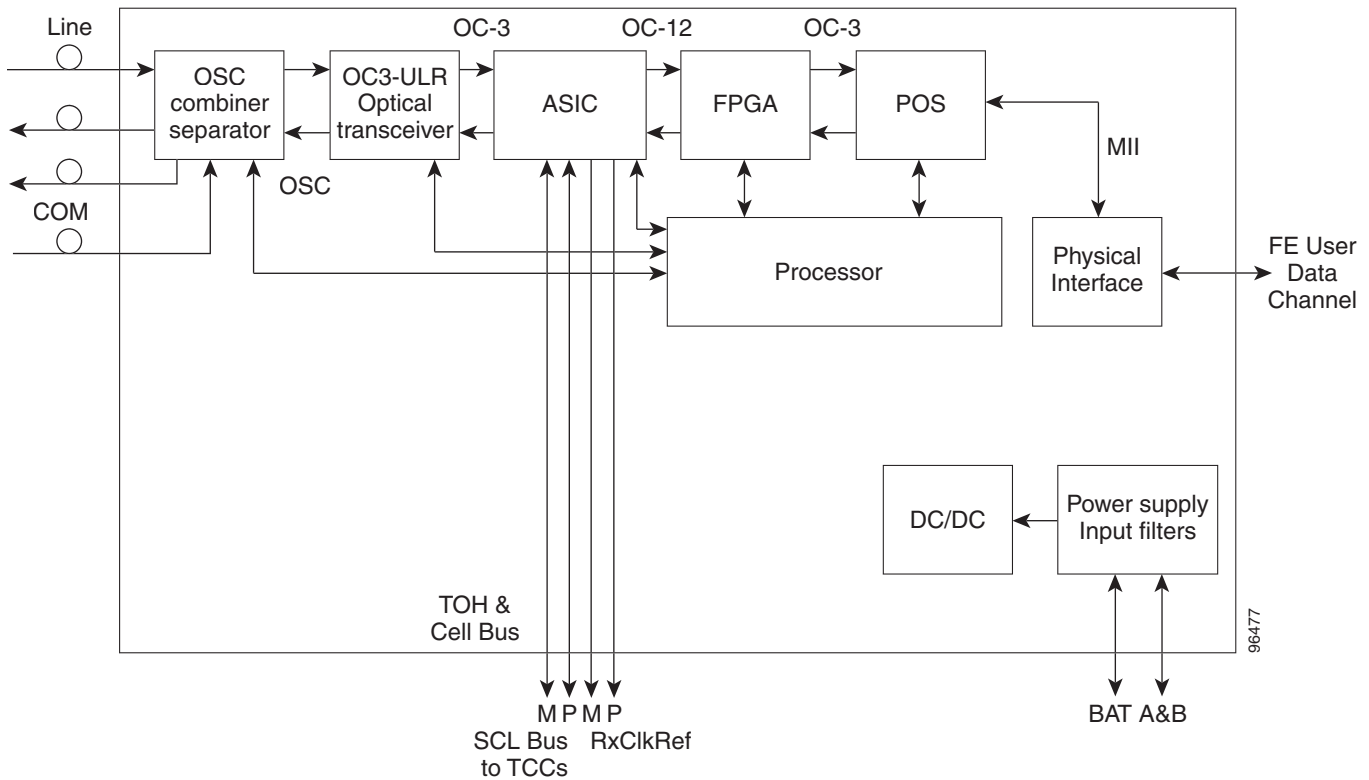 Line
OC-3
OC-12
OC-3
OSC
combiner
separator
OC3-ULR
Optical
transceiver
ASIC
FPGA
POS
MII
OSC
COM
Processor
Physical
Interface
FE User
Data
Channel
DC/DC
Power supply
Input filters
TOH &
Cell Bus
96477
M P M P
SCL Bus
to TCCs
RxClkRef
BAT A&B